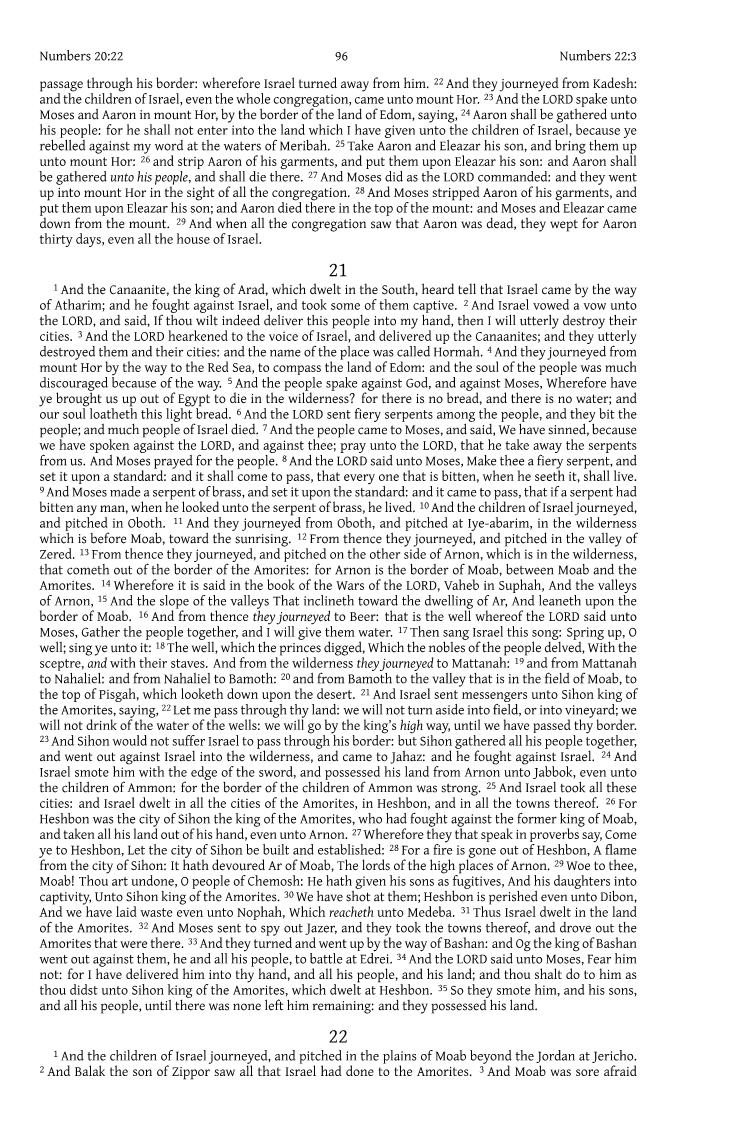 Numbers 20:22 96 Numbers 22:3
passage through his border: wherefore Israel turned away from him. 22 And they journeyed from Kadesh:
and the children of Israel, even the whole congregation, came unto mount Hor. 23 And the LORD spake unto
Moses and Aaron in mount Hor, by the border of the land of Edom, saying, 24 Aaron shall be gathered unto
his people: for he shall not enter into the land which I have given unto the children of Israel, because ye
rebelled against my word at the waters of Meribah. 25 Take Aaron and Eleazar his son, and bring them up
unto mount Hor: 26 and strip Aaron of his garments, and put them upon Eleazar his son: and Aaron shall
be gathered unto his people, and shall die there. 27 And Moses did as the LORD commanded: and they went
up into mount Hor in the sight of all the congregation. 28 And Moses stripped Aaron of his garments, and
put them upon Eleazar his son; and Aaron died there in the top of the mount: and Moses and Eleazar came
down from the mount. 29 And when all the congregation saw that Aaron was dead, they wept for Aaron
thirty days, even all the house of Israel.
21
1 And the Canaanite, the king of Arad, which dwelt in the South, heard tell that Israel came by the way
of Atharim; and he fought against Israel, and took some of them captive. 2 And Israel vowed a vow unto
the LORD, and said, If thou wilt indeed deliver this people into my hand, then I will utterly destroy their
cities. 3 And the LORD hearkened to the voice of Israel, and delivered up the Canaanites; and they utterly
destroyed them and their cities: and the name of the place was called Hormah. 4 And they journeyed from
mount Hor by the way to the Red Sea, to compass the land of Edom: and the soul of the people was much
discouraged because of the way. 5 And the people spake against God, and against Moses, Wherefore have
ye brought us up out of Egypt to die in the wilderness? for there is no bread, and there is no water; and
our soul loatheth this light bread. 6 And the LORD sent fiery serpents among the people, and they bit the
people; and much people of Israel died. 7 And the people came to Moses, and said, We have sinned, because
we have spoken against the LORD, and against thee; pray unto the LORD, that he take away the serpents
from us. And Moses prayed for the people. 8 And the LORD said unto Moses, Make thee a fiery serpent, and
set it upon a standard: and it shall come to pass, that every one that is bitten, when he seeth it, shall live.
9 And Moses made a serpent of brass, and set it upon the standard: and it came to pass, that if a serpent had
bitten any man, when he looked unto the serpent of brass, he lived. 10 And the children of Israel journeyed,
and pitched in Oboth. 11 And they journeyed from Oboth, and pitched at Iye-abarim, in the wilderness
which is before Moab, toward the sunrising. 12 From thence they journeyed, and pitched in the valley of
Zered. 13 From thence they journeyed, and pitched on the other side of Arnon, which is in the wilderness,
that cometh out of the border of the Amorites: for Arnon is the border of Moab, between Moab and the
Amorites. 14 Wherefore it is said in the book of the Wars of the LORD, Vaheb in Suphah, And the valleys
of Arnon, 15 And the slope of the valleys That inclineth toward the dwelling of Ar, And leaneth upon the
border of Moab. 16 And from thence they journeyed to Beer: that is the well whereof the LORD said unto
Moses, Gather the people together, and I will give them water. 17 Then sang Israel this song: Spring up, O
well; sing ye unto it: 18 The well, which the princes digged, Which the nobles of the people delved, With the
sceptre, and with their staves. And from the wilderness they journeyed to Mattanah: 19 and from Mattanah
to Nahaliel: and from Nahaliel to Bamoth: 20 and from Bamoth to the valley that is in the field of Moab, to
the top of Pisgah, which looketh down upon the desert. 21 And Israel sent messengers unto Sihon king of
the Amorites, saying, 22 Let me pass through thy land: we will not turn aside into field, or into vineyard; we
will not drink of the water of the wells: we will go by the king's high way, until we have passed thy border.
23 And Sihon would not suffer Israel to pass through his border: but Sihon gathered all his people together,
and went out against Israel into the wilderness, and came to Jahaz: and he fought against Israel. 24 And
Israel smote him with the edge of the sword, and possessed his land from Arnon unto Jabbok, even unto
the children of Ammon: for the border of the children of Ammon was strong. 25 And Israel took all these
cities: and Israel dwelt in all the cities of the Amorites, in Heshbon, and in all the towns thereof. 26 For
Heshbon was the city of Sihon the king of the Amorites, who had fought against the former king of Moab,
and taken all his land out of his hand, even unto Arnon. 27 Wherefore they that speak in proverbs say, Come
ye to Heshbon, Let the city of Sihon be built and established: 28 For a fire is gone out of Heshbon, A flame
from the city of Sihon: It hath devoured Ar of Moab, The lords of the high places of Arnon. 29 Woe to thee,
Moab! Thou art undone, O people of Chemosh: He hath given his sons as fugitives, And his daughters into
captivity, Unto Sihon king of the Amorites. 30 We have shot at them; Heshbon is perished even unto Dibon,
And we have laid waste even unto Nophah, Which reacheth unto Medeba. 31 Thus Israel dwelt in the land
of the Amorites. 32 And Moses sent to spy out Jazer, and they took the towns thereof, and drove out the
Amorites that were there. 33 And they turned and went up by the way of Bashan: and Og the king of Bashan
went out against them, he and all his people, to battle at Edrei. 34 And the LORD said unto Moses, Fear him
not: for I have delivered him into thy hand, and all his people, and his land; and thou shalt do to him as
thou didst unto Sihon king of the Amorites, which dwelt at Heshbon. 35 So they smote him, and his sons,
and all his people, until there was none left him remaining: and they possessed his land.
22
1 And the children of Israel journeyed, and pitched in the plains of Moab beyond the Jordan at Jericho.
2 And Balak the son of Zippor saw all that Israel had done to the Amorites. 3 And Moab was sore afraid